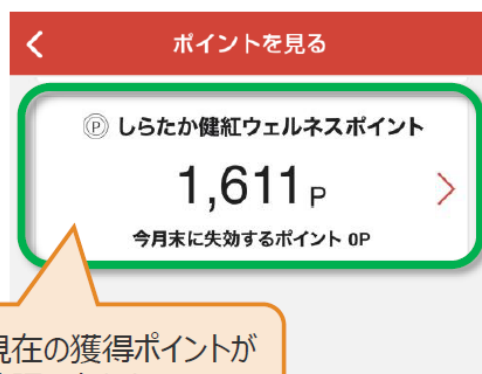 ポイントを見る
Ⓟ しらたか健紅ウェルネスポイント
1,611 P
今月末に失効するポイント 0P
現在の獲得ポイントが